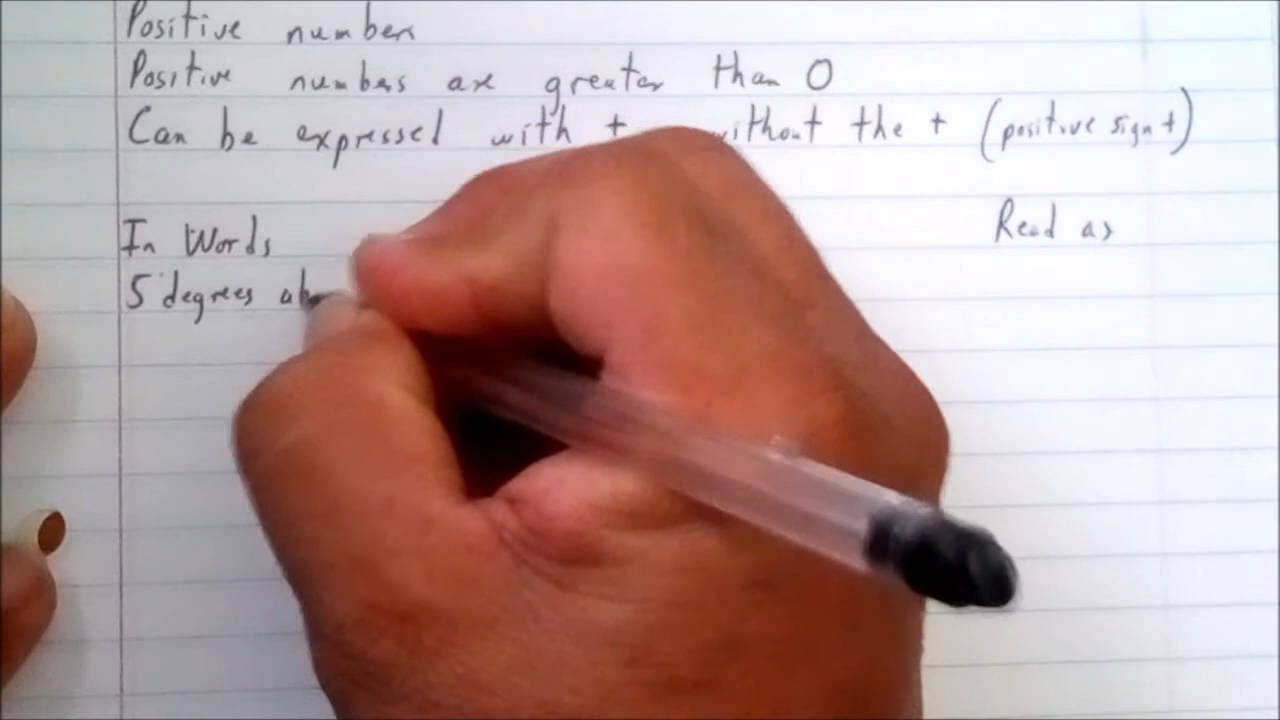 Positive numbers
Positive numbers are greater than 0
Can be expressed with + without the + (positive sign +)
In Words Read as
5 degrees